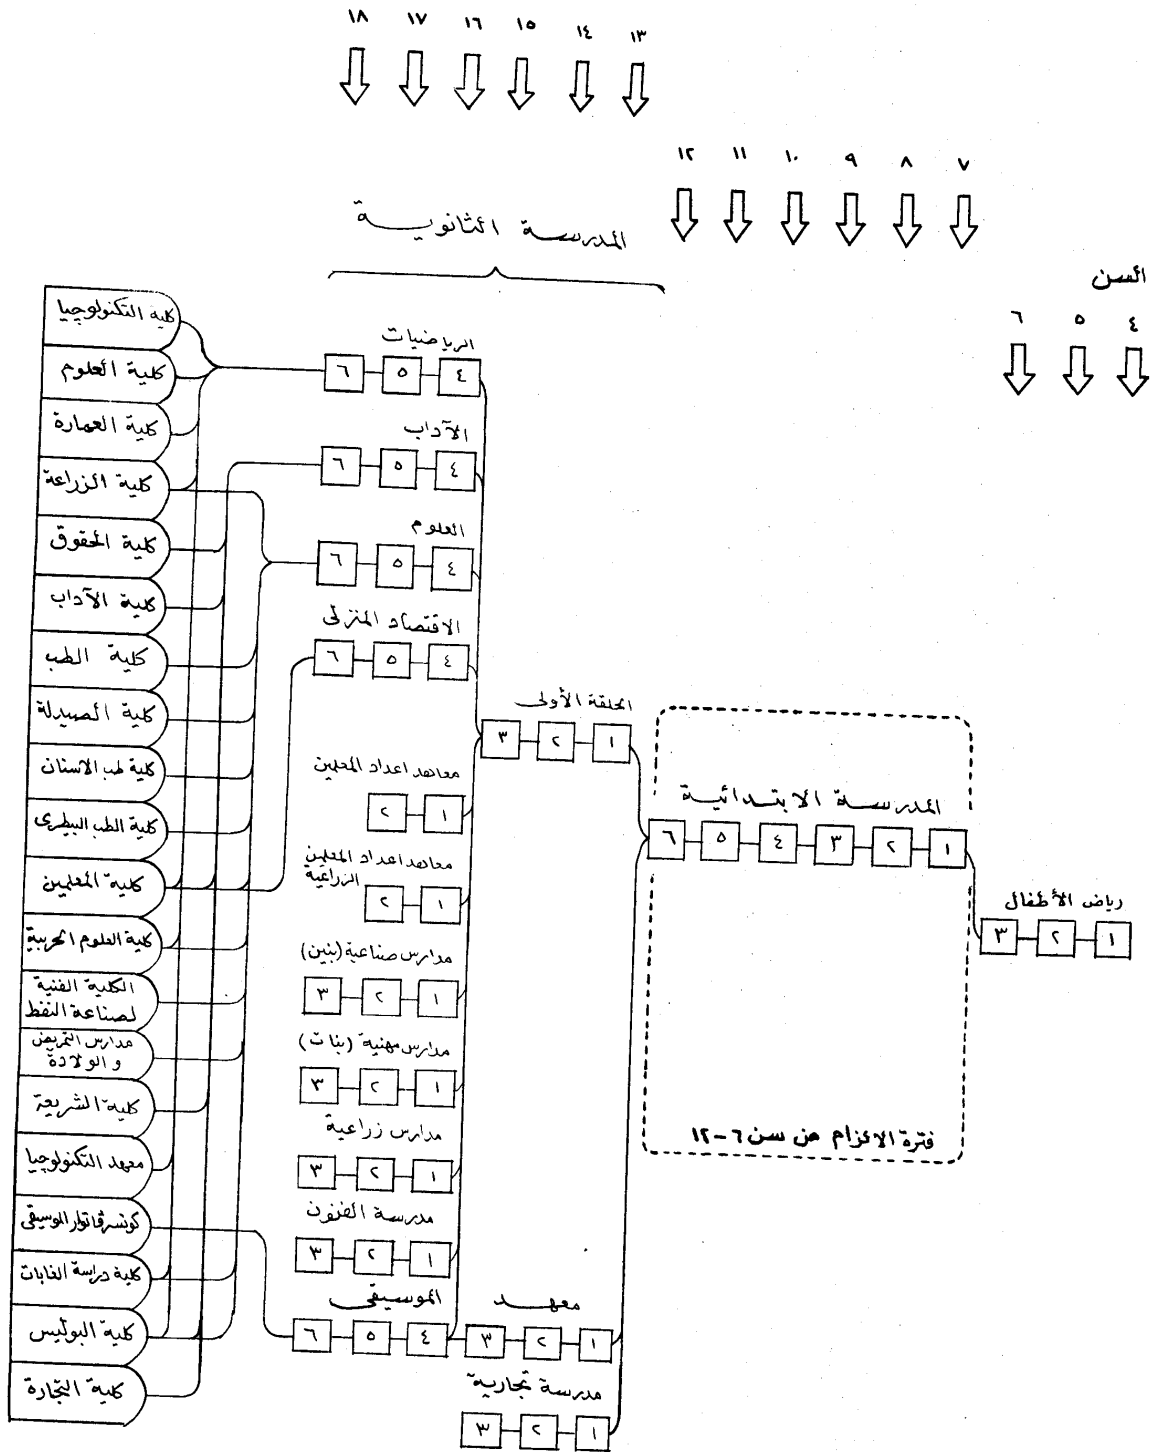 ١٨ ١٧ ١٦ ١٥ ١٤ ١٣
١٢ ١١ ١٠ ٩ ٨ ٧
السن
٦ ٥ ٤
المدرسة الثانوية
رياض الأطفال
١ ٢ ٣
المدرسة الابتدائية
١ ٢ ٣ ٤ ٥ ٦
فترة الالزام من سن ٦-١٢
الحلقة الأولى
١ ٢ ٣
معهد الموسيقى
١ ٢ ٣ ٤ ٥ ٦
مدرسة تجارية
١ ٢ ٣
الرياضيات
٤ ٥ ٦
الآداب
٤ ٥ ٦
العلوم
٤ ٥ ٦
الاقتصاد المنزلى
٤ ٥ ٦
معاهد اعداد المعلمين
١ ٢
معاهد اعداد المعلمين
الزراعية
١ ٢
مدارس صناعية (بنين)
١ ٢ ٣
مدارس مهنية (بنات)
١ ٢ ٣
مدارس زراعية
١ ٢ ٣
مدرسة الفنون
١ ٢ ٣
كلية التكنولوجيا
كلية العلوم
كلية العمارة
كلية الزراعة
كلية الحقوق
كلية الآداب
كلية الطب
كلية الصيدلة
كلية طب الاسنان
كلية الطب البيطرى
كلية المعلمين
كلية العلوم الحربية
الكلية الفنية
لصناعة النفط
مدارس التمريض
و الولادة
كلية الشريعة
معهد التكنولوجيا
كونسرڤاتوار الموسيقى
كلية دراسة الغابات
كلية البوليس
كلية التجارة